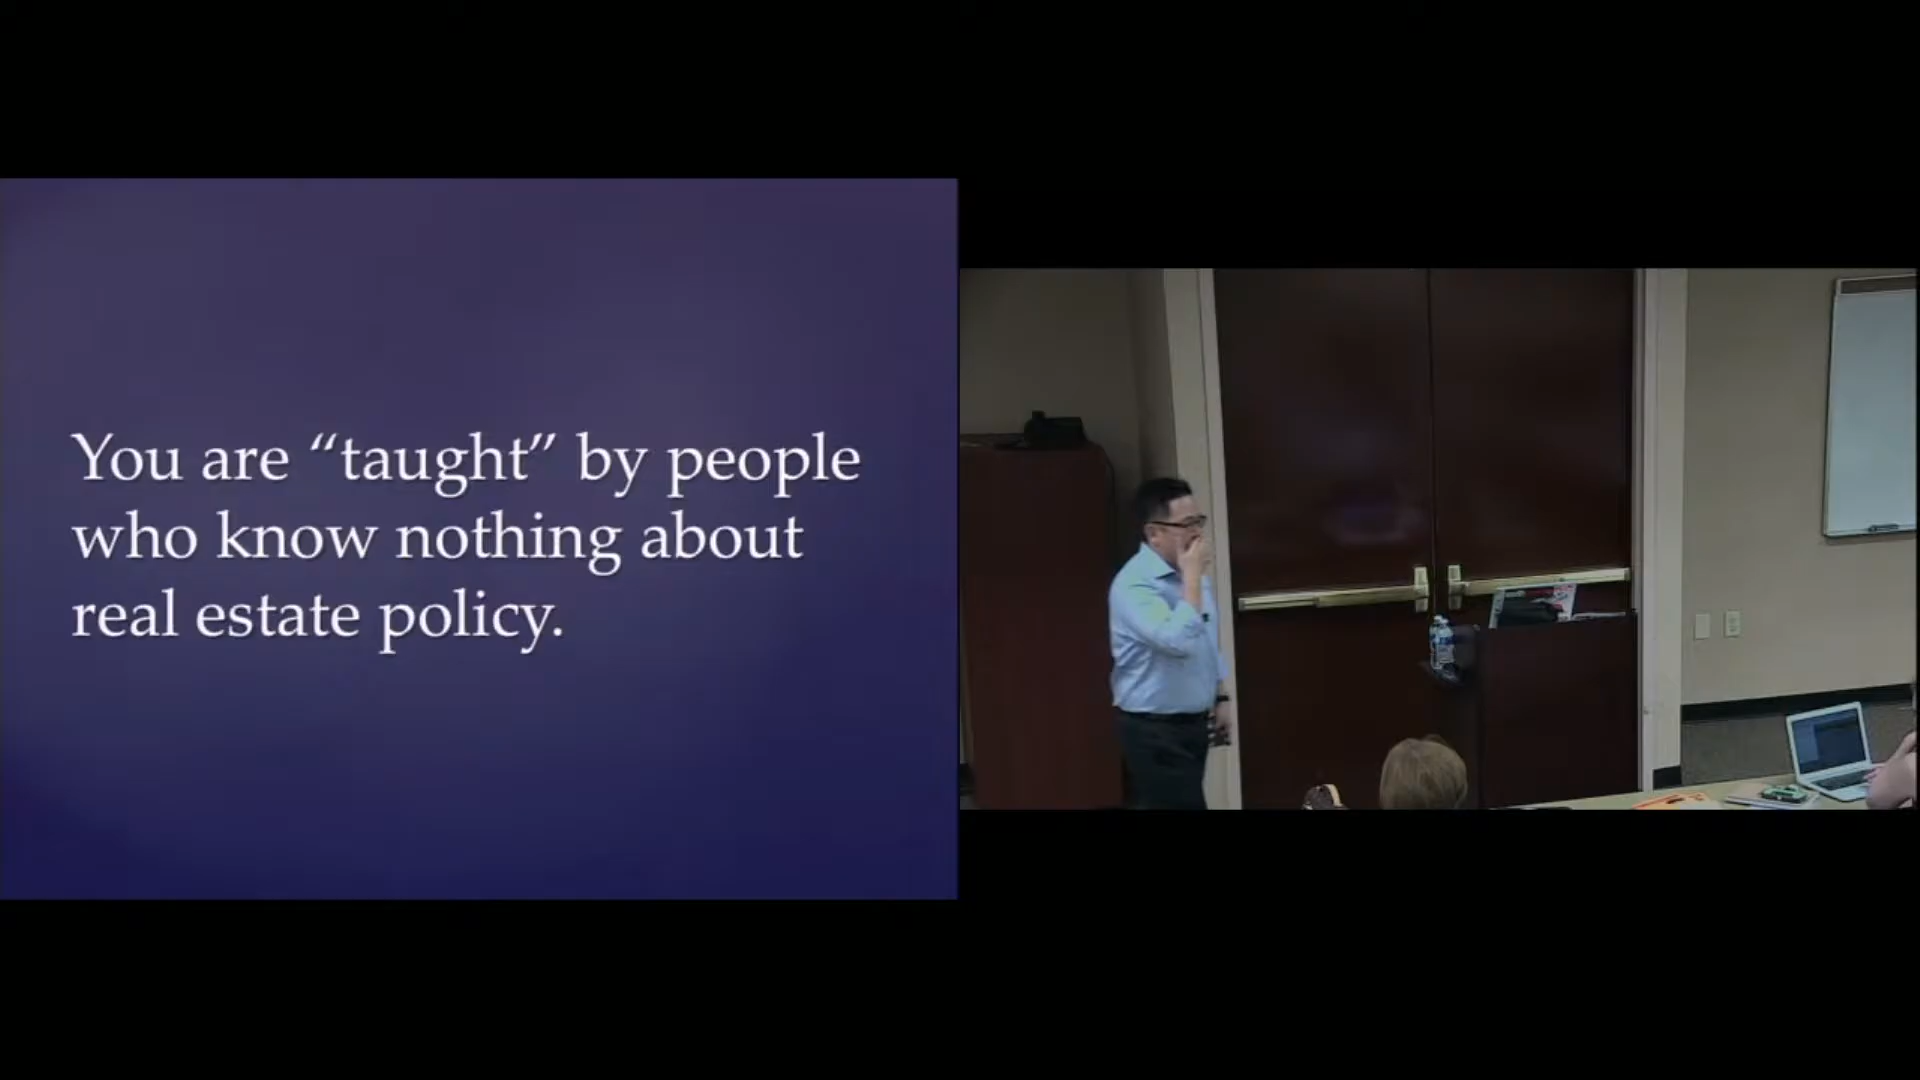 You are “taught” by people
who know nothing about
real estate policy.